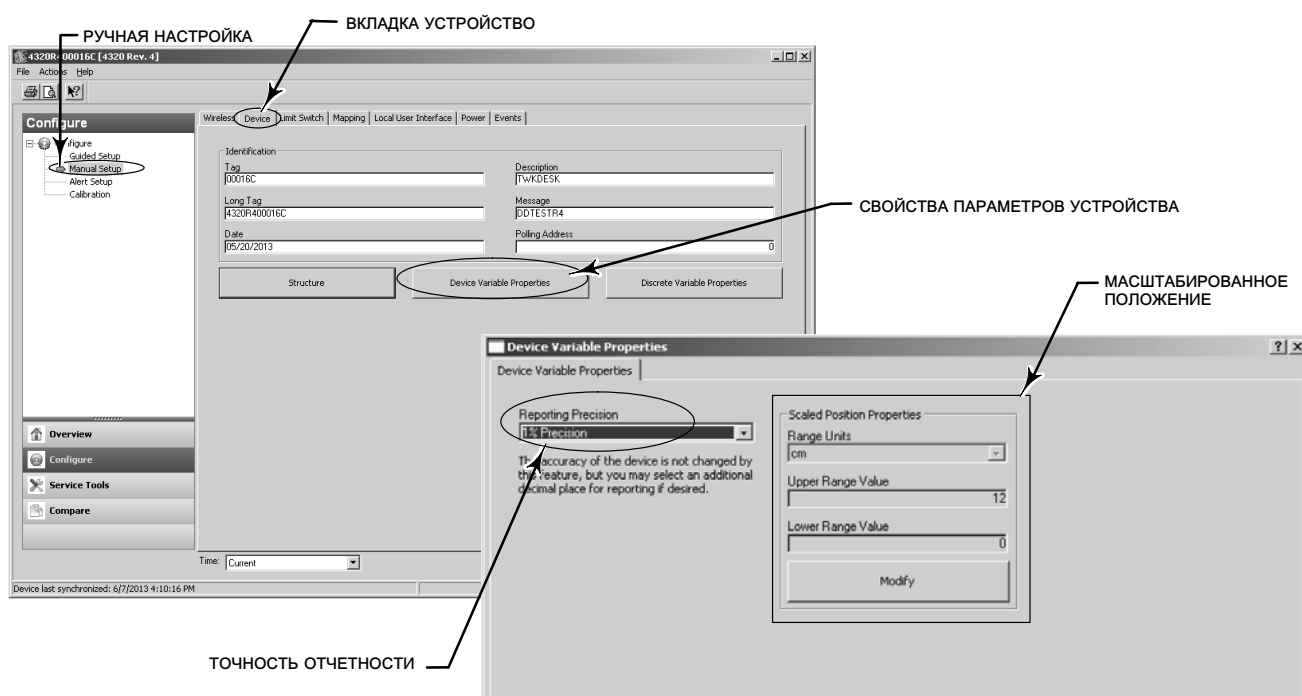 ВКЛАДКА УСТРОЙСТВО
РУЧНАЯ НАСТРОЙКА
4320R400016C [4320 Rev. 4]
File Actions Help
Configure
Wireless Device Limit Switch Mapping Local User Interface Power Events
Configure
Guided Setup
Manual Setup
Alert Setup
Calibration
Identification
Tag
00016C
Description
TWKDESK
Long Tag
4320R400016C
Message
DDTESTR4
Date
05/20/2013
Polling Address
0
Structure
Device Variable Properties
Discrete Variable Properties
СВОЙСТВА ПАРАМЕТРОВ УСТРОЙСТВА
МАСШТАБИРОВАННОЕ
ПОЛОЖЕНИЕ
Overview
Configure
Service Tools
Compare
Time: Current
Device last synchronized: 6/7/2013 4:10:16 PM
Device Variable Properties
Device Variable Properties
Reporting Precision
1% Precision
The accuracy of the device is not changed by
this feature, but you may select an additional
decimal place for reporting if desired.
Scaled Position Properties
Range Units
cm
Upper Range Value
12
Lower Range Value
0
Modify
ТОЧНОСТЬ ОТЧЕТНОСТИ